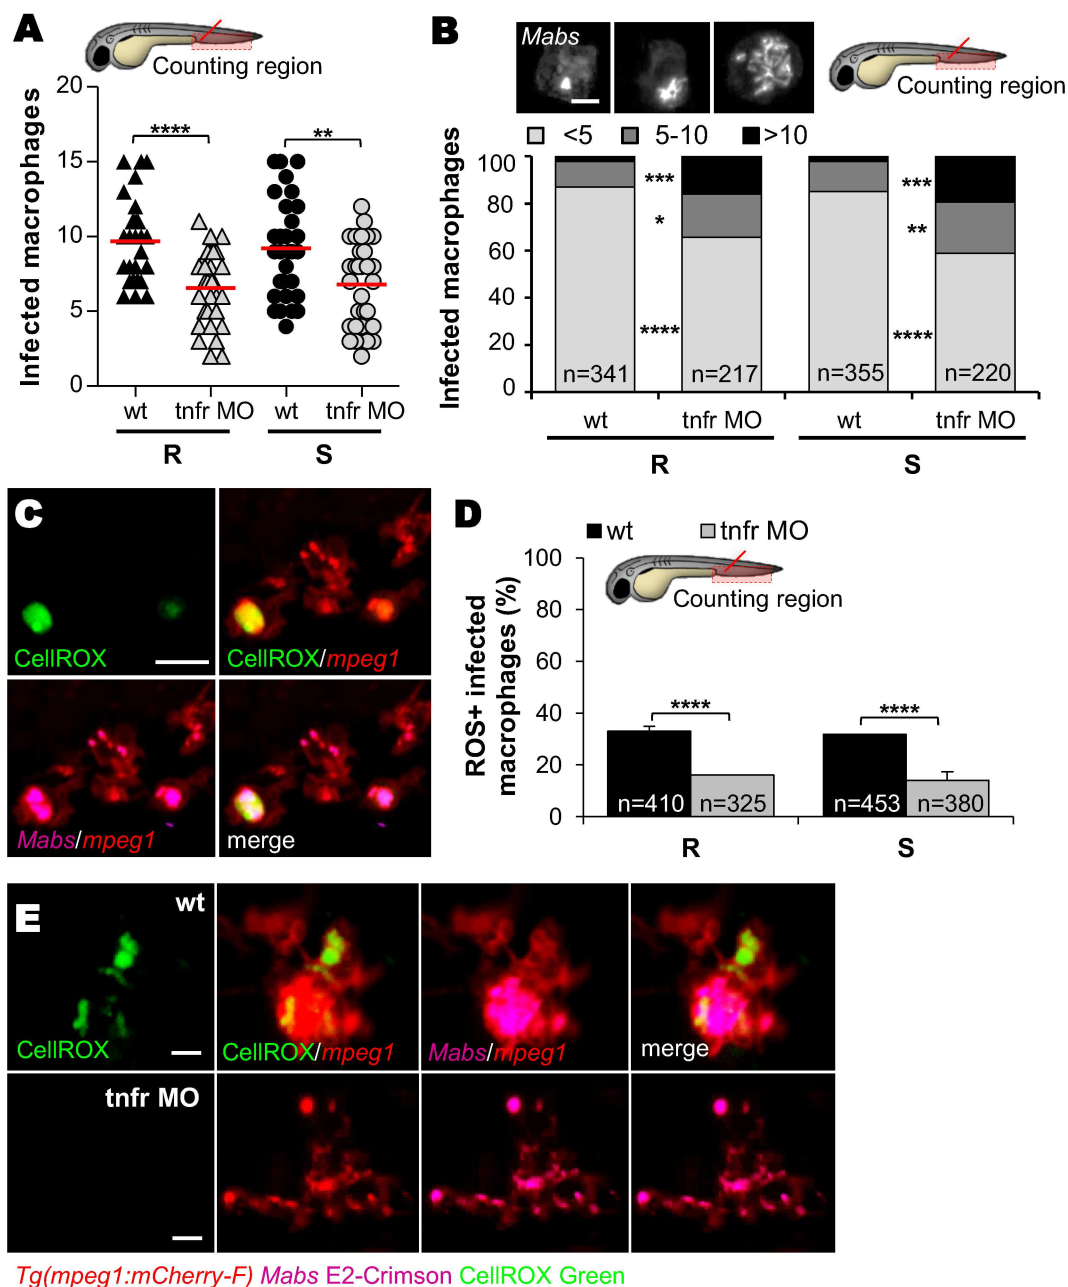 A
Counting region
Infected macrophages
20
15
10
5
0
****
**
wt
tnfr MO
wt
tnfr MO
R
S
B
Mabs
Counting region
<5
5-10
>10
Infected macrophages
100
80
60
40
20
0
***
*
****
***
**
****
n=341
n=217
n=355
n=220
wt
tnfr MO
wt
tnfr MO
R
S
C
CellROX
CellROX/mpeg1
Mabs/mpeg1
merge
D
wt
tnfr MO
Counting region
ROS+ infected
macrophages (%)
100
80
60
40
20
0
****
****
n=410
n=325
n=453
n=380
R
S
E
wt
CellROX
CellROX/mpeg1
Mabs/mpeg1
merge
tnfr MO
Tg(mpeg1:mCherry-F) Mabs E2-Crimson CellROX Green